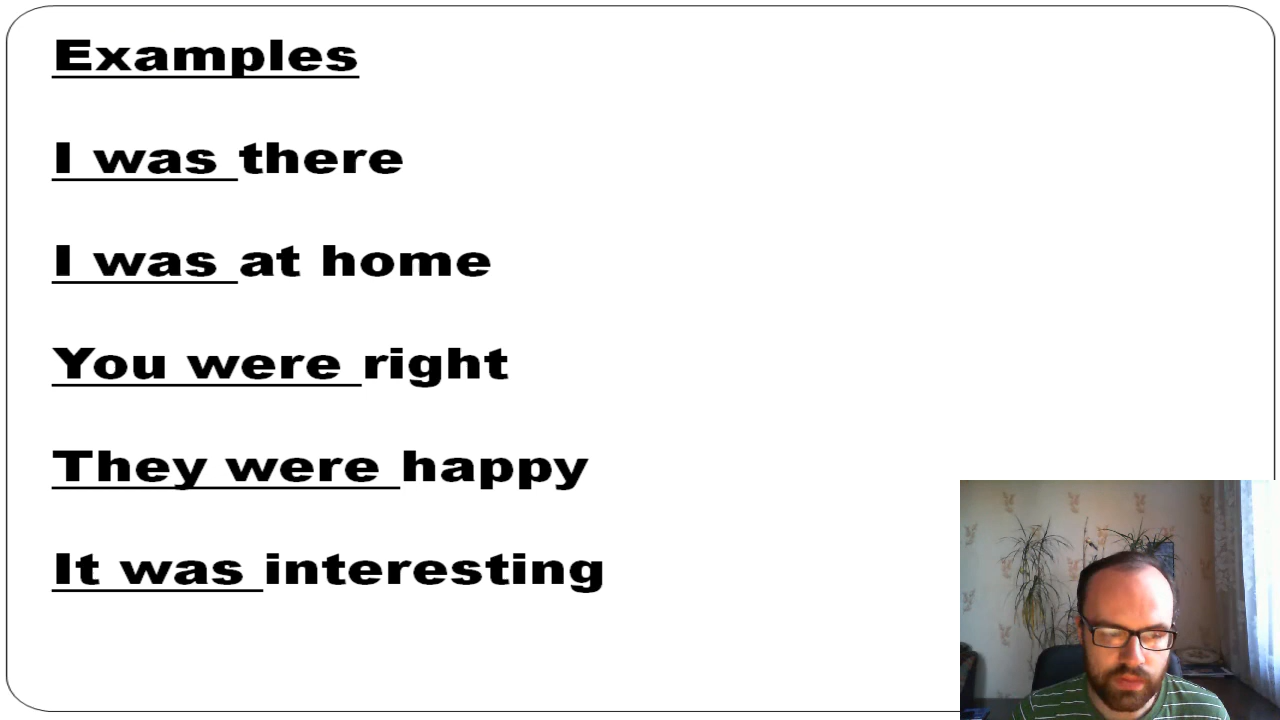 Examples
I was there
I was at home
You were right
They were happy
It was interesting